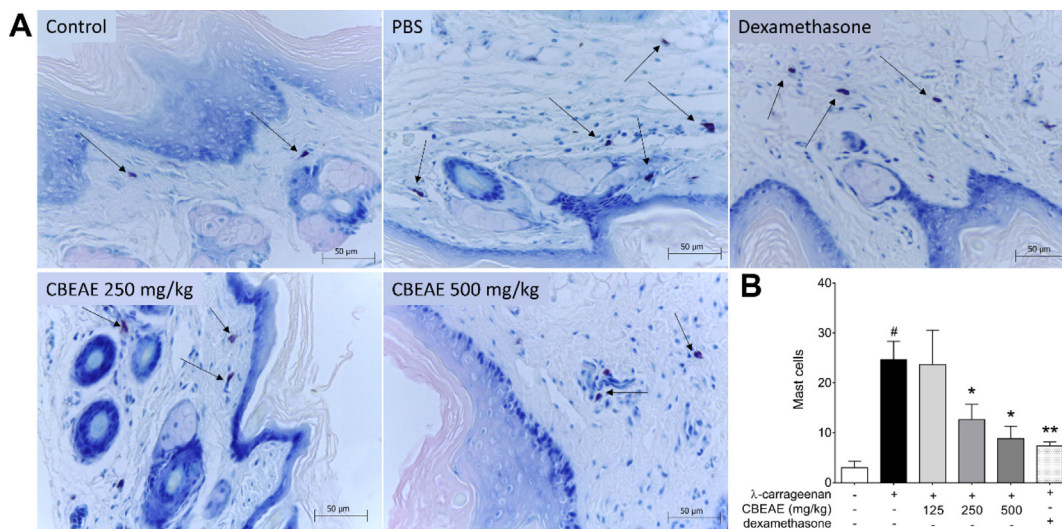 A
Control
PBS
Dexamethasone
50 µm
50 µm
50 µm
CBEAE 250 mg/kg
CBEAE 500 mg/kg
50 µm
50 µm
B
Mast cells
40
30
20
10
0
#
*
*
**
λ-carrageenan - + + + + +
CBEAE (mg/kg) - - 125 250 500 -
dexamethasone - - - - - +